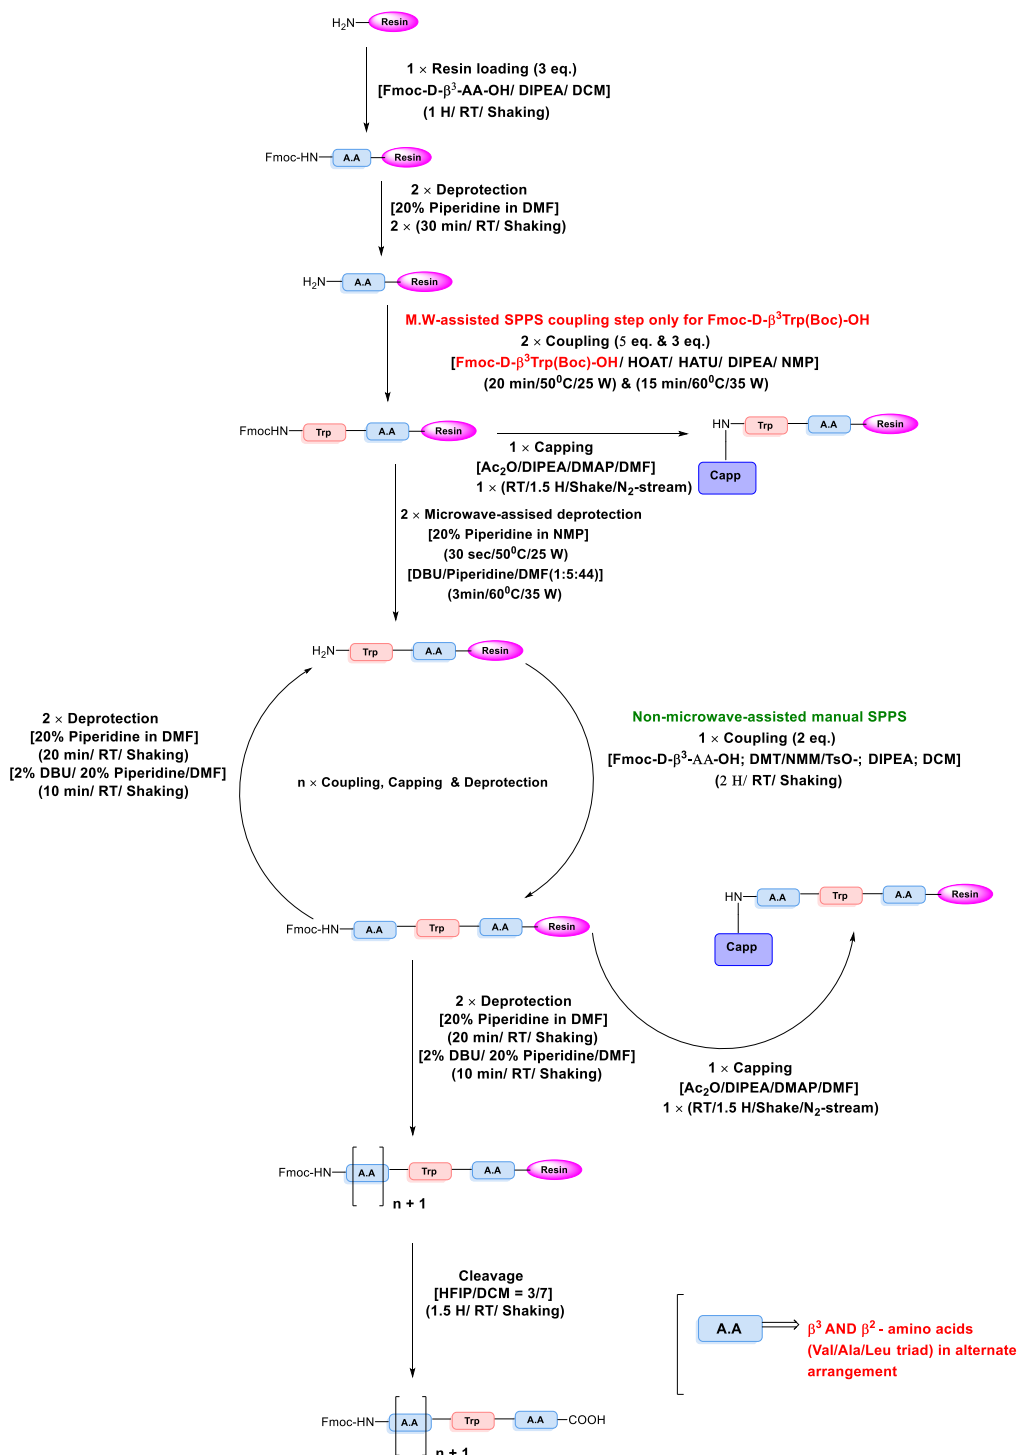 H2N Resin
1 × Resin loading (3 eq.)
[Fmoc-D-β3-AA-OH/ DIPEA/ DCM]
(1 H/ RT/ Shaking)
Fmoc-HN A.A Resin
2 × Deprotection
[20% Piperidine in DMF]
2 × (30 min/ RT/ Shaking)
H2N A.A Resin
M.W-assisted SPPS coupling step only for Fmoc-D-β3Trp(Boc)-OH
2 × Coupling (5 eq. & 3 eq.)
[Fmoc-D-β3Trp(Boc)-OH/ HOAT/ HATU/ DIPEA/ NMP]
(20 min/50⁰C/25 W) & (15 min/60⁰C/35 W)
FmocHN Trp A.A Resin
HN Trp A.A Resin
Capp
1 × Capping
[Ac2O/DIPEA/DMAP/DMF]
1 × (RT/1.5 H/Shake/N2-stream)
2 × Microwave-assised deprotection
[20% Piperidine in NMP]
(30 sec/50⁰C/25 W)
[DBU/Piperidine/DMF(1:5:44)]
(3min/60⁰C/35 W)
H2N Trp A.A Resin
2 × Deprotection
[20% Piperidine in DMF]
(20 min/ RT/ Shaking)
[2% DBU/ 20% Piperidine/DMF]
(10 min/ RT/ Shaking)
n × Coupling, Capping & Deprotection
Non-microwave-assisted manual SPPS
1 × Coupling (2 eq.)
[Fmoc-D-β3-AA-OH; DMT/NMM/TsO-; DIPEA; DCM]
(2 H/ RT/ Shaking)
Fmoc-HN A.A Trp A.A Resin
HN A.A Trp A.A Resin
Capp
2 × Deprotection
[20% Piperidine in DMF]
(20 min/ RT/ Shaking)
[2% DBU/ 20% Piperidine/DMF]
(10 min/ RT/ Shaking)
1 × Capping
[Ac2O/DIPEA/DMAP/DMF]
1 × (RT/1.5 H/Shake/N2-stream)
Fmoc-HN A.A Trp A.A Resin
n + 1
Cleavage
[HFIP/DCM = 3/7]
(1.5 H/ RT/ Shaking)
A.A
β3 AND β2 - amino acids
(Val/Ala/Leu triad) in alternate
arrangement
Fmoc-HN A.A Trp A.A COOH
n + 1